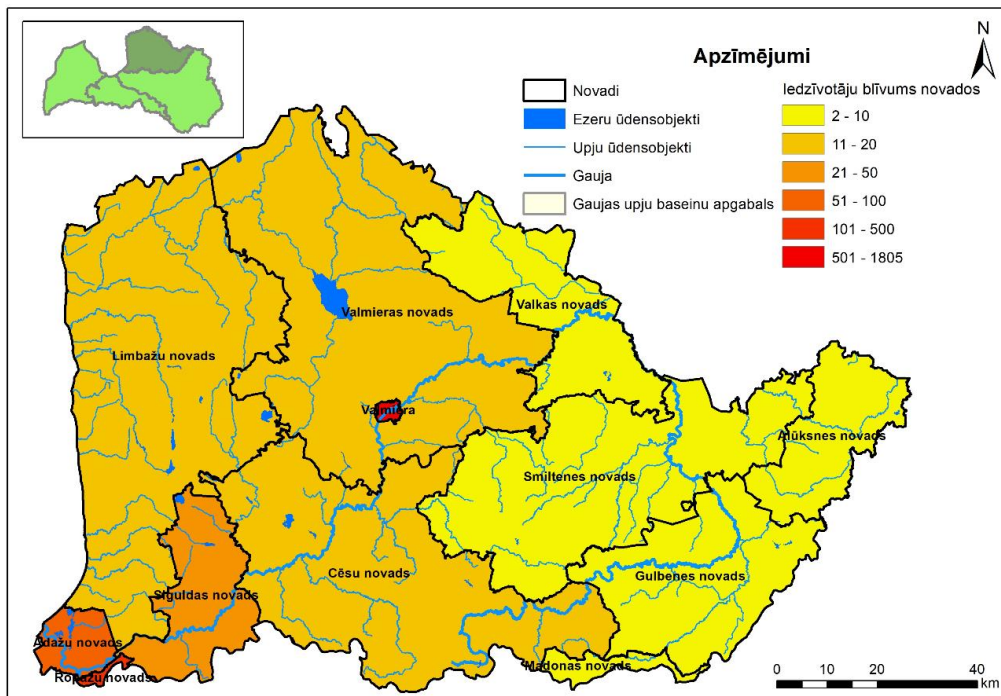 N
Apzīmējumi
Novadi
Ezeru ūdensobjekti
Upju ūdensobjekti
Gauja
Gaujas upju baseinu apgabals
Iedzīvotāju blīvums novados
2 - 10
11 - 20
21 - 50
51 - 100
101 - 500
501 - 1805
Valkas novads
Valmieras novads
Limbažu novads
Valmiera
Alūksnes novads
Smiltenes novads
Cēsu novads
Gulbenes novads
Siguldas novads
Ādažu novads
Madonas novads
Ropažu novads
0 10 20 40
km